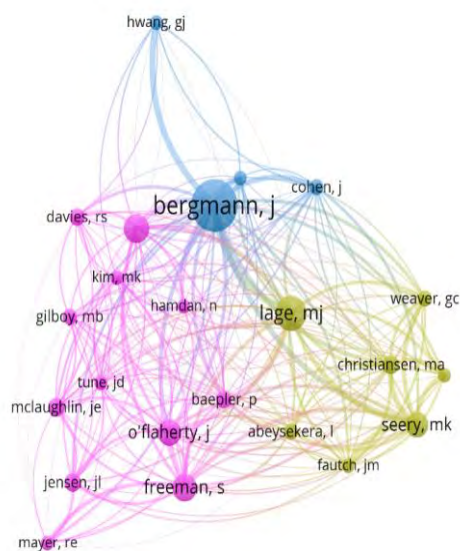 hwang, gj
cohen, j
bergmann, j
davies, rs
kim, mk
hamdan, n
weaver, gc
gilboy, mb
lage, mj
christiansen, ma
tune, jd
baepler, p
mclaughlin, je
abeysekera, l
seery, mk
o'flaherty, j
fautch, jm
jensen, jl
freeman, s
mayer, re